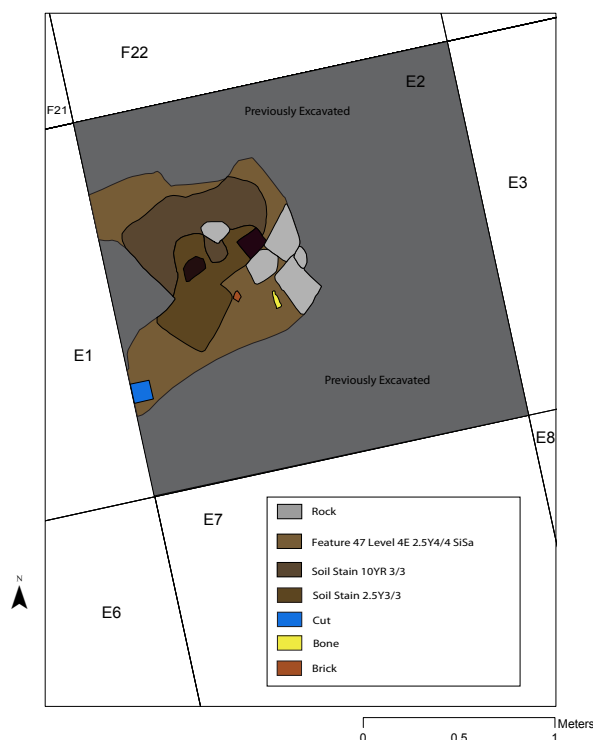 F22
E2
F21
Previously Excavated
E3
E1
Previously Excavated
E8
E7
Rock
Feature 47 Level 4E 2.5Y4/4 SiSa
Soil Stain 10YR 3/3
Soil Stain 2.5Y3/3
Cut
Bone
Brick
N
E6
Meters
0 0.5 1